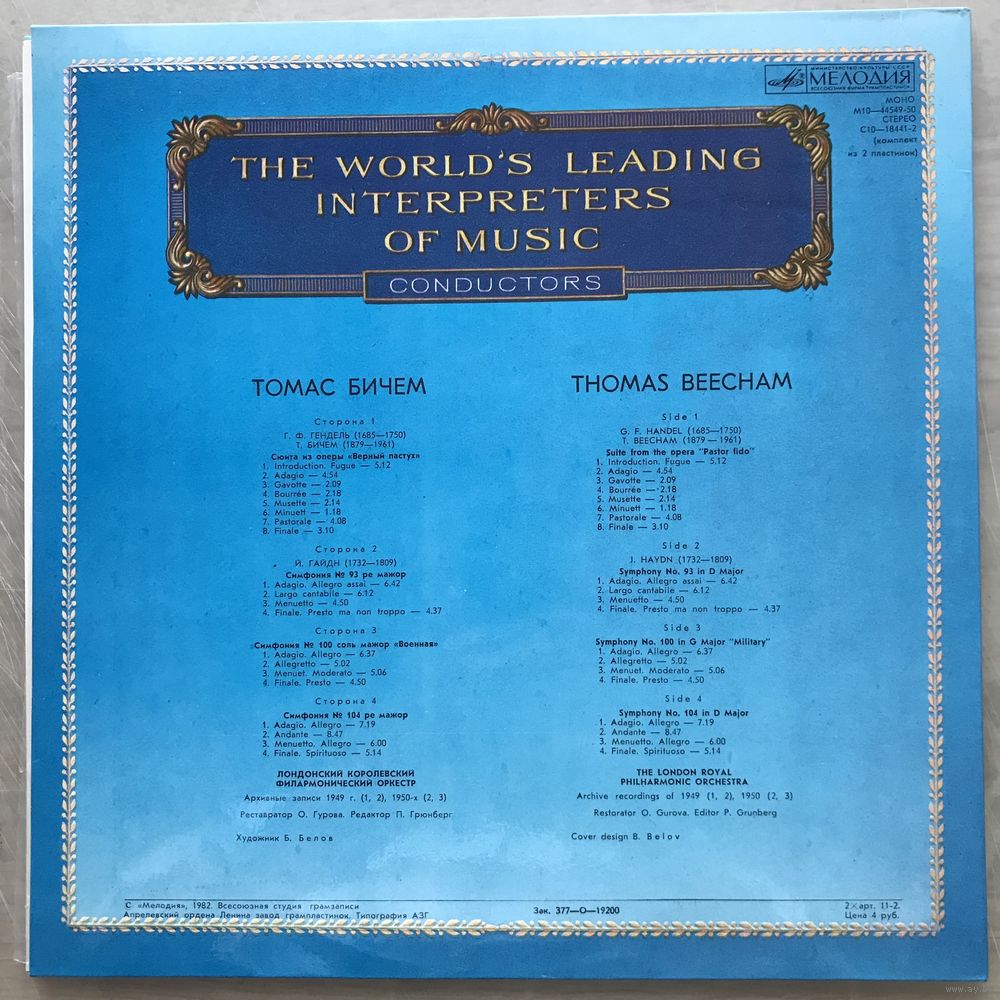 МИНИСТЕРСТВО КУЛЬТУРЫ СССР
МЕЛОДИЯ
ВСЕСОЮЗНАЯ ФИРМА ГРАМПЛАСТИНОК
МОНО
М10—44549-50
СТЕРЕО
С10—18441-2
(комплект
из 2 пластинок)
THE WORLD'S LEADING
INTERPRETERS
OF MUSIC
CONDUCTORS
ТОМАС БИЧЕМ
Сторона 1
Г. Ф. ГЕНДЕЛЬ (1685—1750)
Т. БИЧЕМ (1879—1961)
Сюита из оперы «Верный пастух»
1. Introduction. Fugue — 5.12
2. Adagio — 4.54
3. Gavotte — 2.09
4. Bourrée — 2.18
5. Musette — 2.14
6. Minuett — 1.18
7. Pastorale — 4.08
8. Finale — 3.10
Сторона 2
Й. ГАЙДН (1732—1809)
Симфония № 93 ре мажор
1. Adagio. Allegro assai — 6.42
2. Largo cantabile — 6.12
3. Menuetto — 4.50
4. Finale. Presto ma non troppo — 4.37
Сторона 3
Симфония № 100 соль мажор «Военная»
1. Adagio. Allegro — 6.37
2. Allegretto — 5.02
3. Menuet. Moderato — 5.06
4. Finale. Presto — 4.50
Сторона 4
Симфония № 104 ре мажор
1. Adagio. Allegro — 7.19
2. Andante — 8.47
3. Menuetto. Allegro — 6.00
4. Finale. Spirituoso — 5.14
ЛОНДОНСКИЙ КОРОЛЕВСКИЙ
ФИЛАРМОНИЧЕСКИЙ ОРКЕСТР
Архивные записи 1949 г. (1, 2), 1950-х (2, 3)
Реставратор О. Гурова. Редактор П. Грюнберг
Художник Б. Белов
THOMAS BEECHAM
Side 1
G. F. HANDEL (1685—1750)
T. BEECHAM (1879—1961)
Suite from the opera "Pastor fido"
1. Introduction. Fugue — 5.12
2. Adagio — 4.54
3. Gavotte — 2.09
4. Bourrée — 2.18
5. Musette — 2.14
6. Minuett — 1.18
7. Pastorale — 4.08
8. Finale — 3.10
Side 2
J. HAYDN (1732—1809)
Symphony No. 93 in D Major
1. Adagio. Allegro assai — 6.42
2. Largo cantabile — 6.12
3. Menuetto — 4.50
4. Finale. Presto ma non troppo — 4.37
Side 3
Symphony No. 100 in G Major "Military"
1. Adagio. Allegro — 6.37
2. Allegretto — 5.02
3. Menuet. Moderato — 5.06
4. Finale. Presto — 4.50
Side 4
Symphony No. 104 in D Major
1. Adagio. Allegro — 7.19
2. Andante — 8.47
3. Menuetto. Allegro — 6.00
4. Finale. Spirituoso — 5.14
THE LONDON ROYAL
PHILHARMONIC ORCHESTRA
Archive recordings of 1949 (1, 2), 1950 (2, 3)
Restorator O. Gurova. Editor P. Grunberg
Cover design B. Belov
С «Мелодия», 1982. Всесоюзная студия грамзаписи
Апрелевский ордена Ленина завод грампластинок. Типография АЗГ
Зак. 377—О—19200
2×арт. 11-2.
Цена 4 руб.
www.ay.by